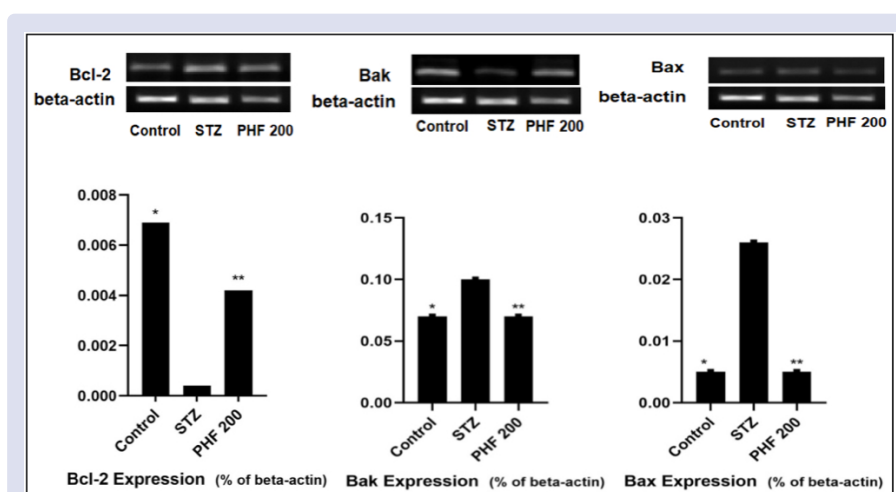 Bcl-2
beta-actin
Control STZ PHF 200
Bak
beta-actin
Control STZ PHF 200
Bax
beta-actin
Control STZ PHF 200
0.008
0.006
0.004
0.002
0.000
*
**
Control
STZ
PHF 200
Bcl-2 Expression (% of beta-actin)
0.15
0.10
0.05
0.00
*
**
Control
STZ
PHF 200
Bak Expression (% of beta-actin)
0.03
0.02
0.01
0.00
*
**
Control
STZ
PHF 200
Bax Expression (% of beta-actin)